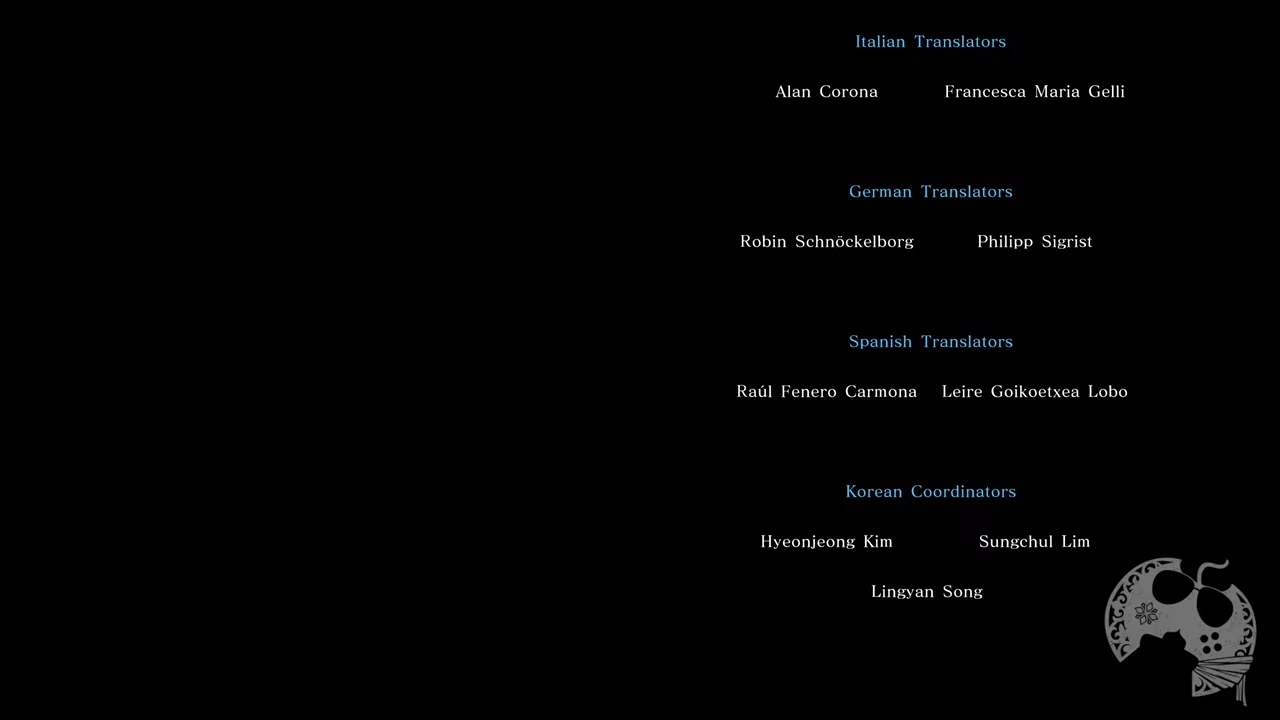 Italian Translators
Alan Corona Francesca Maria Gelli
German Translators
Robin Schnöckelborg Philipp Sigrist
Spanish Translators
Raúl Fenero Carmona Leire Goikoetxea Lobo
Korean Coordinators
Hyeonjeong Kim Sungchul Lim
Lingyan Song